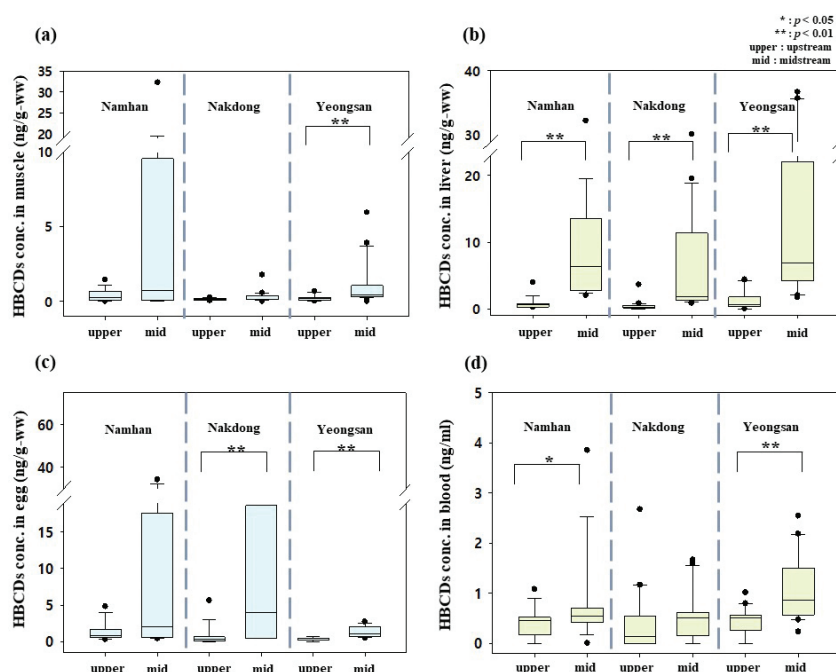 * : p < 0.05
** : p < 0.01
upper : upstream
mid : midstream
(a)
HBCDs conc. in muscle (ng/g-ww)
35
30
25
20
10
5
0
Namhan
Nakdong
Yeongsan
**
upper
mid
upper
mid
upper
mid
(b)
HBCDs conc. in liver (ng/g-ww)
40
30
20
10
0
Namhan
Nakdong
Yeongsan
**
**
**
upper
mid
upper
mid
upper
mid
(c)
HBCDs conc. in egg (ng/g-ww)
60
40
15
10
5
0
Namhan
Nakdong
Yeongsan
**
**
upper
mid
upper
mid
upper
mid
(d)
HBCDs conc. in blood (ng/ml)
5
4
3
2
1
0
Namhan
Nakdong
Yeongsan
*
**
upper
mid
upper
mid
upper
mid